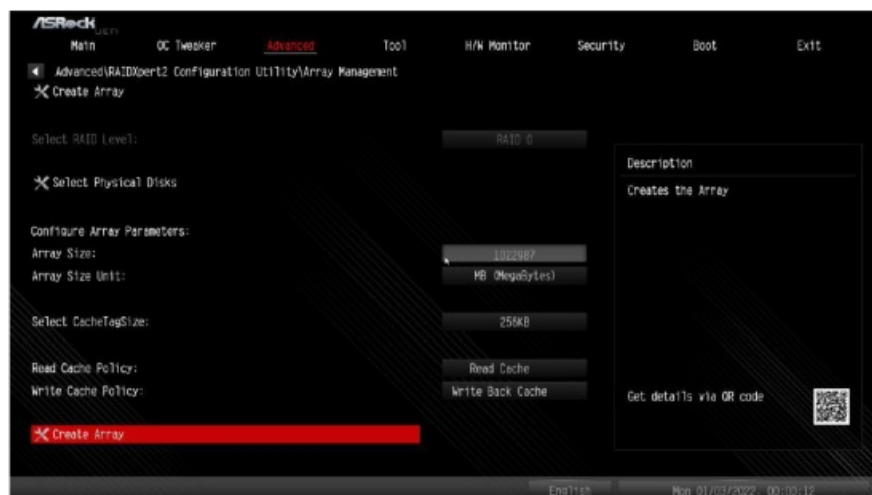 ASRock UEFI
Main OC Tweaker Advanced Tool H/W Monitor Security Boot Exit
Advanced\RAIDXpert2 Configuration Utility\Array Management
Create Array
Select RAID Level: RAID 0
Select Physical Disks
Configure Array Parameters:
Array Size: 1022987
Array Size Unit: MB (MegaBytes)
Select CacheTagSize: 256KB
Read Cache Policy: Read Cache
Write Cache Policy: Write Back Cache
Create Array
Description
Creates the Array
Get details via QR code
English Mon 01/03/2022, 00:00:12